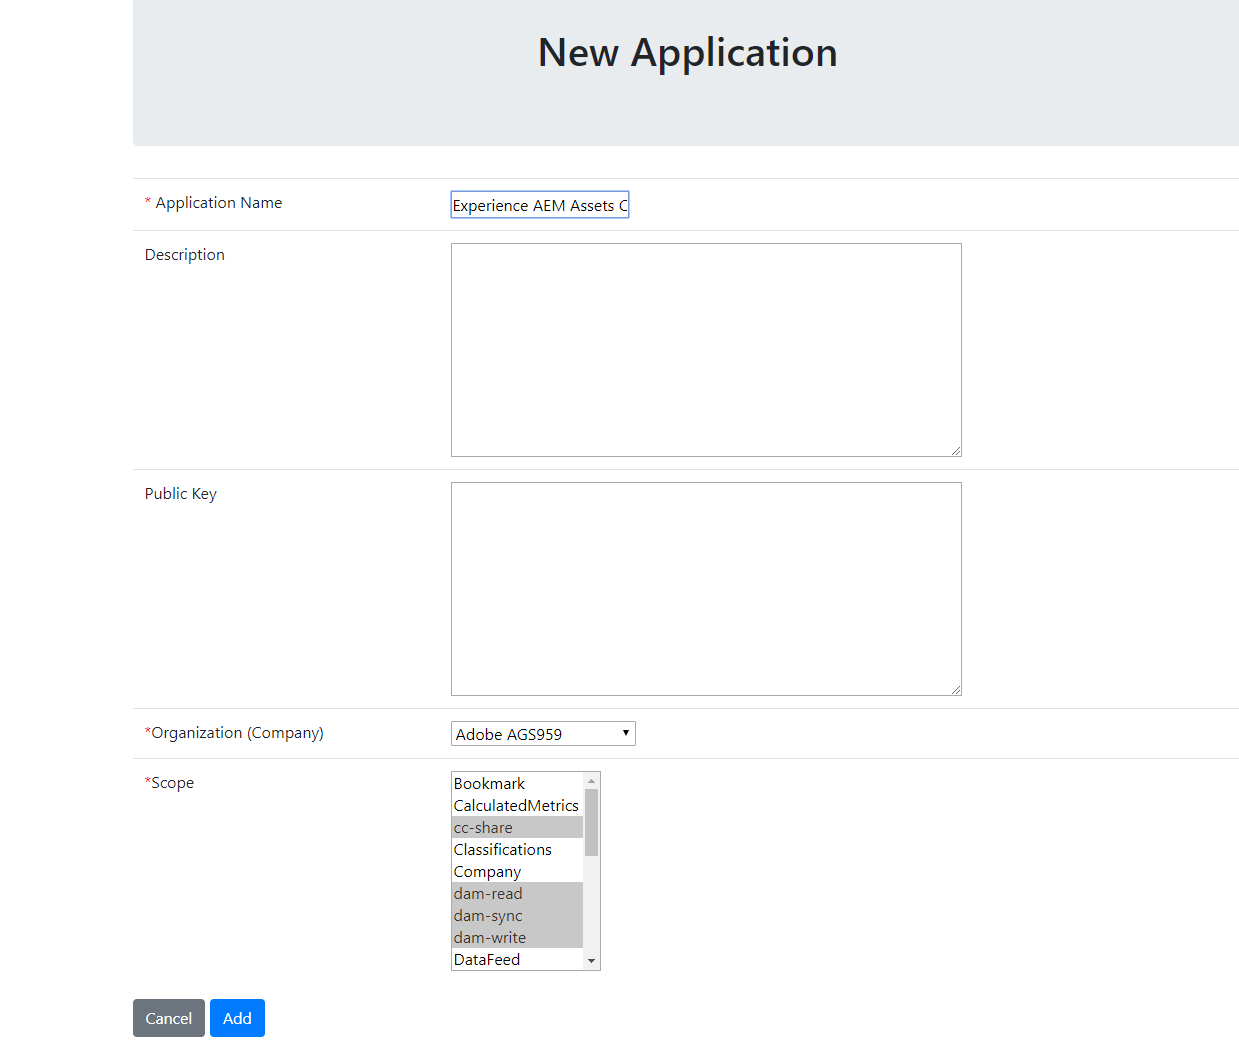 New Application
* Application Name
Experience AEM Assets C
Description
Public Key
*Organization (Company)
Adobe AGS959
*Scope
Bookmark
CalculatedMetrics
cc-share
Classifications
Company
dam-read
dam-sync
dam-write
DataFeed
Cancel Add